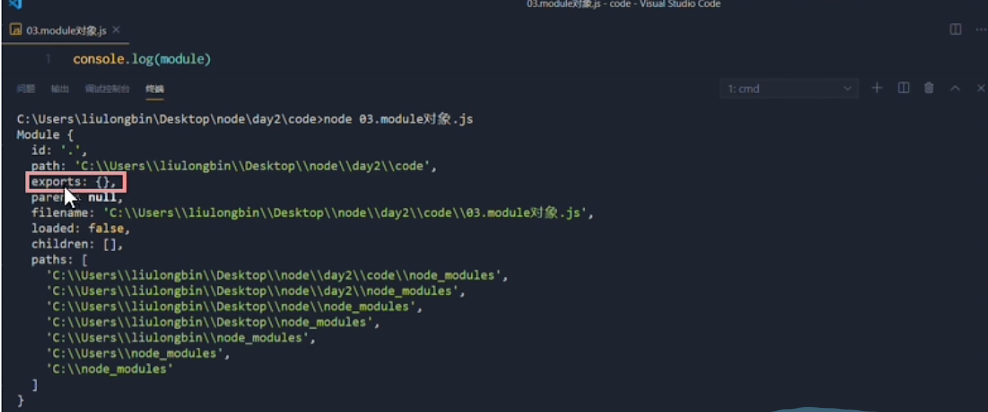 03.module对象.js - code - Visual Studio Code
03.module对象.js
1 console.log(module)
问题 输出 调试控制台 终端 1: cmd
C:\Users\liulongbin\Desktop\node\day2\code>node 03.module对象.js
Module {
id: '.',
path: 'C:\\Users\\liulongbin\\Desktop\\node\\day2\\code',
exports: {},
paren null,
filename: 'C:\\Users\\liulongbin\\Desktop\\node\\day2\\code\\03.module对象.js',
loaded: false,
children: [],
paths: [
'C:\\Users\\liulongbin\\Desktop\\node\\day2\\code\\node_modules',
'C:\\Users\\liulongbin\\Desktop\\node\\day2\\node_modules',
'C:\\Users\\liulongbin\\Desktop\\node\\node_modules',
'C:\\Users\\liulongbin\\Desktop\\node_modules',
'C:\\Users\\liulongbin\\node_modules',
'C:\\Users\\node_modules',
'C:\\node_modules'
]
}